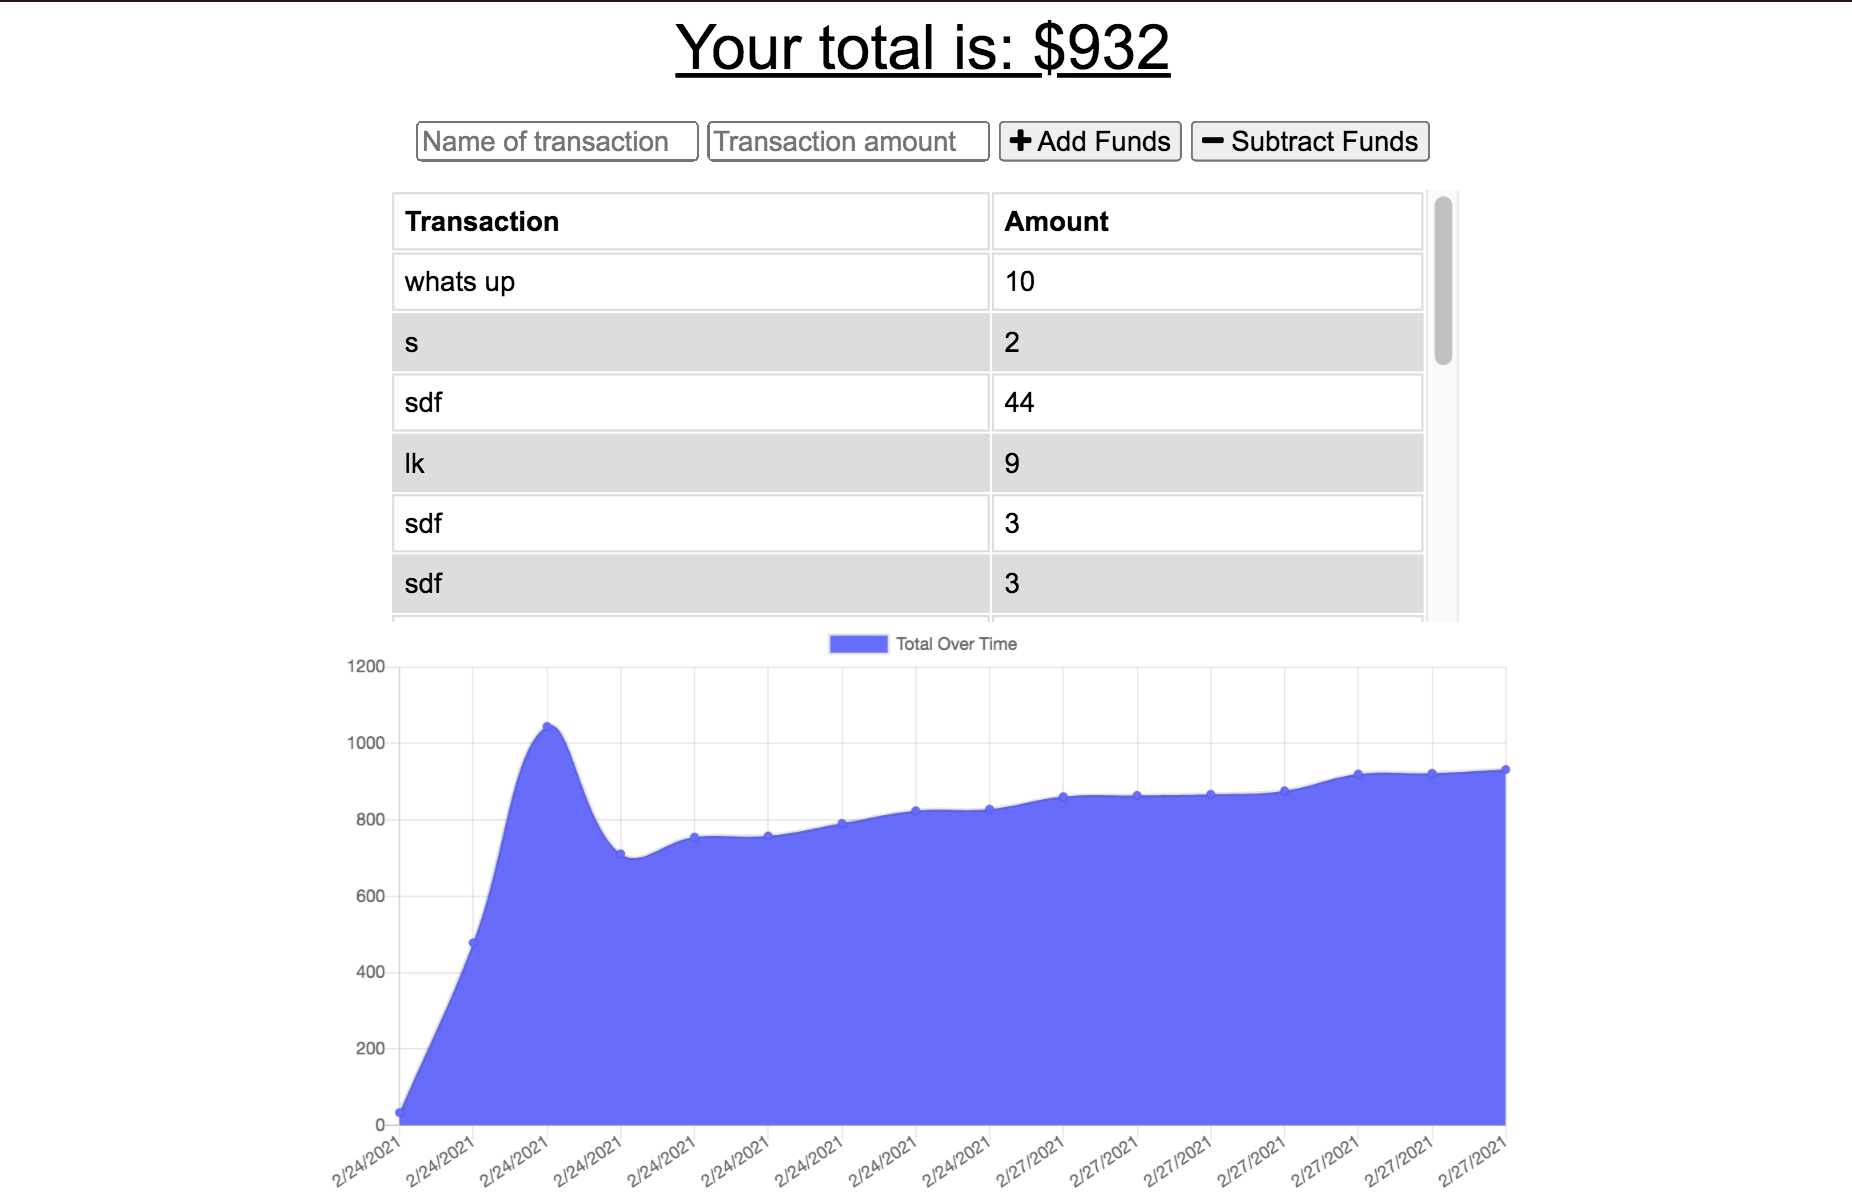 Your total is: $932
Name of transaction Transaction amount + Add Funds − Subtract Funds
Transaction Amount
whats up 10
s 2
sdf 44
lk 9
sdf 3
sdf 3
Total Over Time
1200
1000
800
600
400
200
0
2/24/2021 2/24/2021 2/24/2021 2/24/2021 2/24/2021 2/24/2021 2/24/2021 2/24/2021 2/24/2021 2/27/2021 2/27/2021 2/27/2021 2/27/2021 2/27/2021 2/27/2021 2/27/2021